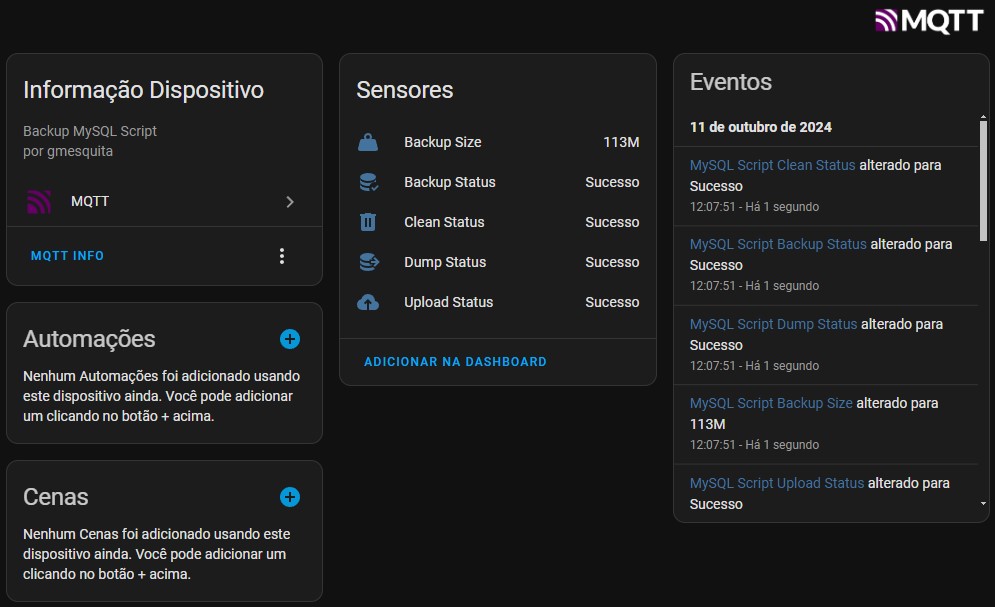 MQTT
Informação Dispositivo
Backup MySQL Script
por gmesquita
MQTT
MQTT INFO
Automações
Nenhum Automações foi adicionado usando
este dispositivo ainda. Você pode adicionar
um clicando no botão + acima.
Cenas
Nenhum Cenas foi adicionado usando este
dispositivo ainda. Você pode adicionar um
clicando no botão + acima.
Sensores
Backup Size 113M
Backup Status Sucesso
Clean Status Sucesso
Dump Status Sucesso
Upload Status Sucesso
ADICIONAR NA DASHBOARD
Eventos
11 de outubro de 2024
MySQL Script Clean Status alterado para
Sucesso
12:07:51 - Há 1 segundo
MySQL Script Backup Status alterado para
Sucesso
12:07:51 - Há 1 segundo
MySQL Script Dump Status alterado para
Sucesso
12:07:51 - Há 1 segundo
MySQL Script Backup Size alterado para
113M
12:07:51 - Há 1 segundo
MySQL Script Upload Status alterado para
Sucesso